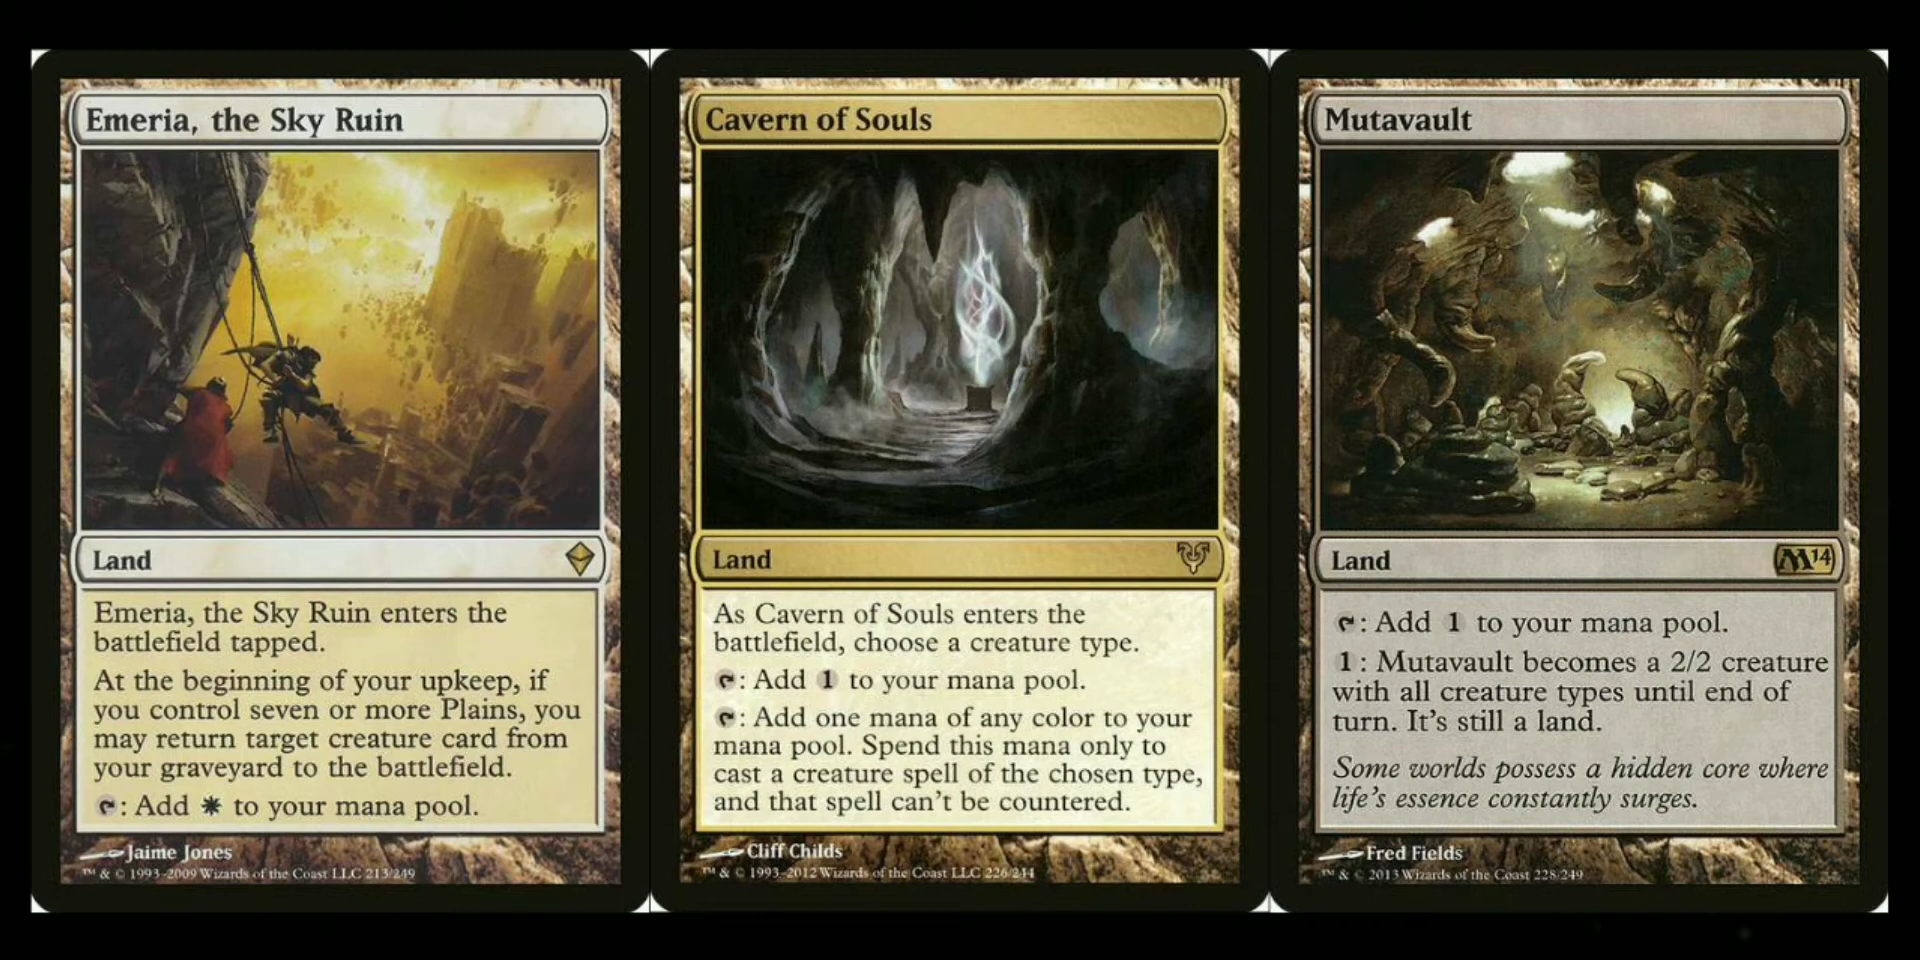 Emeria, the Sky Ruin
Land
Emeria, the Sky Ruin enters the
battlefield tapped.
At the beginning of your upkeep, if
you control seven or more Plains, you
may return target creature card from
your graveyard to the battlefield.
: Add to your mana pool.
Jaime Jones
™ & © 1993-2009 Wizards of the Coast LLC 213/249
Cavern of Souls
Land
As Cavern of Souls enters the
battlefield, choose a creature type.
: Add 1 to your mana pool.
: Add one mana of any color to your
mana pool. Spend this mana only to
cast a creature spell of the chosen type,
and that spell can't be countered.
Cliff Childs
™ & © 1993-2012 Wizards of the Coast LLC 226/244
Mutavault
Land
M14
: Add 1 to your mana pool.
1: Mutavault becomes a 2/2 creature
with all creature types until end of
turn. It's still a land.
Some worlds possess a hidden core where
life's essence constantly surges.
Fred Fields
™ & © 2013 Wizards of the Coast 228/249